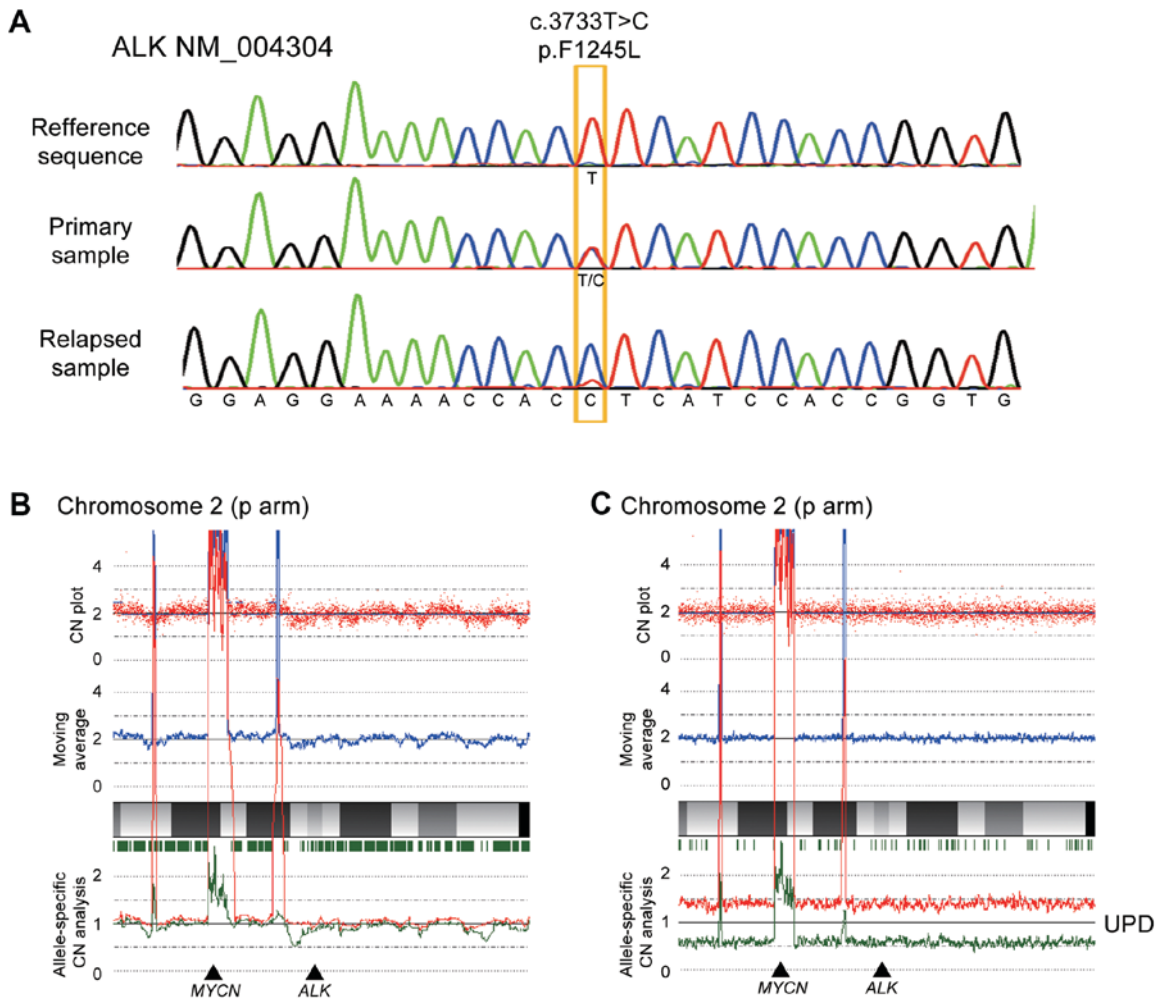 A
ALK NM_004304
c.3733T>C
p.F1245L
Refference
sequence
T
Primary
sample
T/C
Relapsed
sample
G G A G G A A A A C C A C C T C A T C C A C C G G T G
B Chromosome 2 (p arm)
CN plot
4
2
0
Moving
average
4
2
0
Allele-specific
CN analysis
2
1
0
MYCN
ALK
C Chromosome 2 (p arm)
CN plot
4
2
0
Moving
average
4
2
0
Allele-specific
CN analysis
2
1
0
UPD
MYCN
ALK